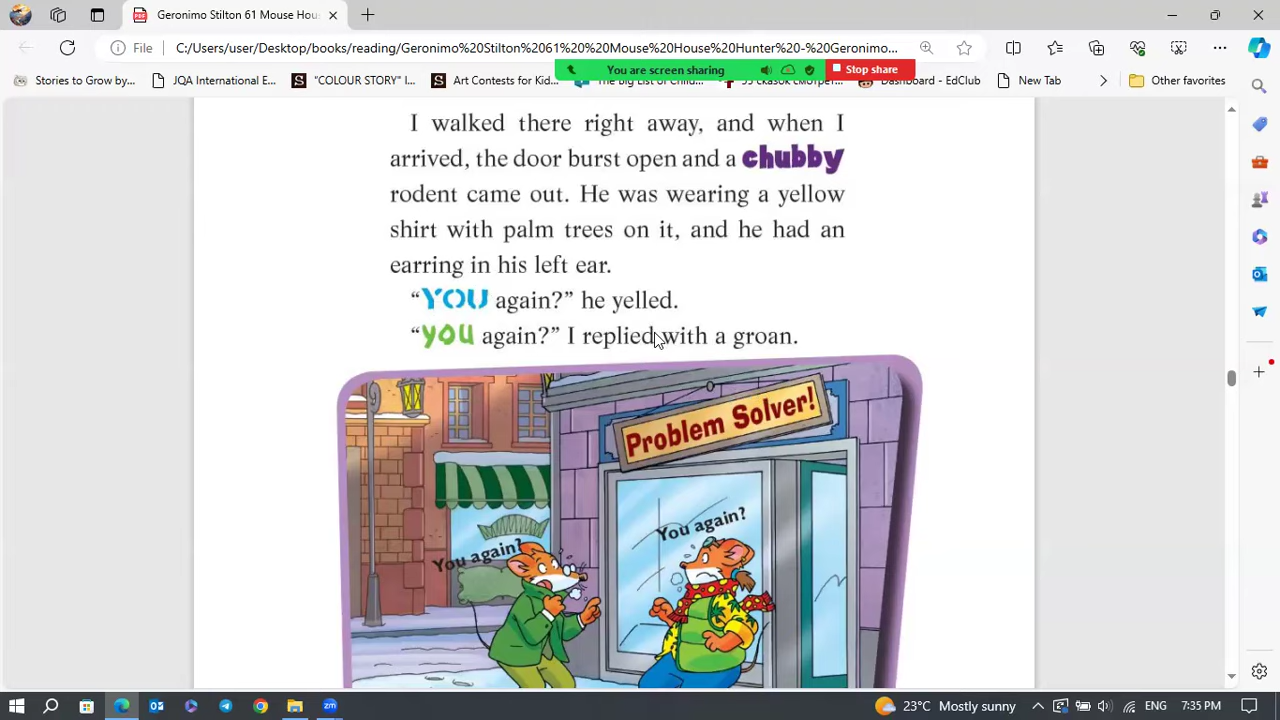 Geronimo Stilton 61 Mouse Hou
File
C:/Users/user/Desktop/books/reading/Geronimo%20Stilton%2061%20%20Mouse%20House%20Hunter%20-%20Geronimo...
You are screen sharing
Stop share
Stories to Grow by...
JQA International E...
"COLOUR STORY" I...
Art Contests for Kid...
Dashboard - EdClub
New Tab
Other favorites
I walked there right away, and when I
arrived, the door burst open and a chubby
rodent came out. He was wearing a yellow
shirt with palm trees on it, and he had an
earring in his left ear.
“YOU again?” he yelled.
“you again?” I replied with a groan.
Problem Solver!
You again?
You again?
23°C Mostly sunny
ENG
7:35 PM